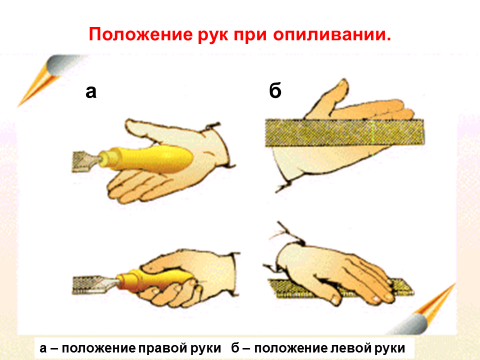 Положение рук при опиливании.
а б
а – положение правой руки б – положение левой руки